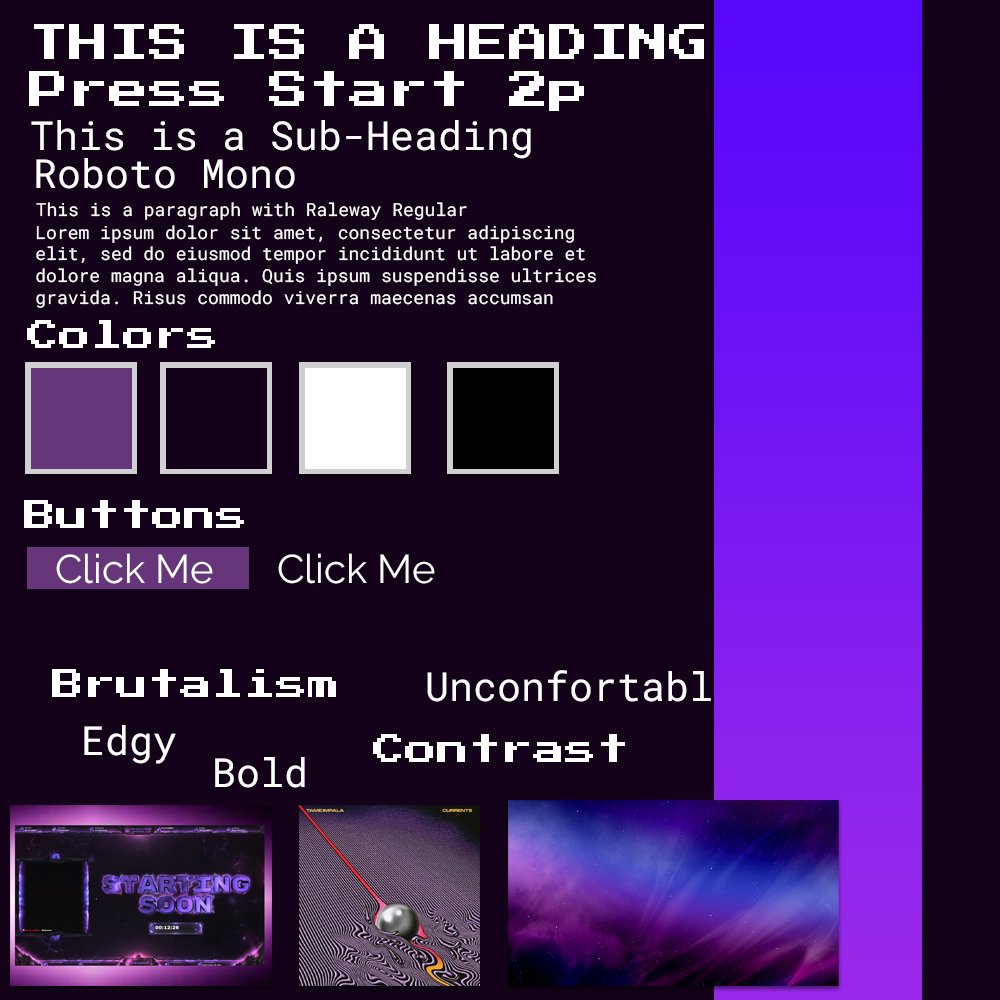 THIS IS A HEADING
Press Start 2p
This is a Sub-Heading
Roboto Mono
This is a paragraph with Raleway Regular
Lorem ipsum dolor sit amet, consectetur adipiscing
elit, sed do eiusmod tempor incididunt ut labore et
dolore magna aliqua. Quis ipsum suspendisse ultrices
gravida. Risus commodo viverra maecenas accumsan
Colors
Buttons
Click Me Click Me
Brutalism
Unconfortabl
Edgy
Contrast
Bold
TAME IMPALA CURRENTS
STARTING
SOON
00:12:26